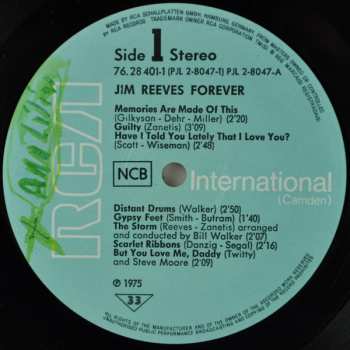 MADE BY RCA SCHALLPLATTEN GMBH, HAMBURG, GERMANY, FROM MASTERS OWNED OR CONTROLLED
BY RCA RECORDS TRADEMARK OWNER RCA CORPORATION
Side 1 Stereo
76.28 401-1 (PJL 2-8047-1) PJL 2-8047-A
JIM REEVES FOREVER
Memories Are Made Of This
(Gilkyson - Dehr - Miller) (2'20)
Guilty (Zanetis) (3'09)
Have I Told You Lately That I Love You?
(Scott - Wiseman) (2'48)
RCA
NCB
International
(Camden)
Distant Drums (Walker) (2'50)
Gypsy Feet (Smith - Butram) (1'40)
The Storm (Reeves - Zanetis) arranged
and conducted by Bill Walker (2'07)
Scarlet Ribbons (Danzig - Segal) (2'16)
But You Love Me, Daddy (Twitty)
and Steve Moore (2'09)
Ⓟ 1975
33
ALL RIGHTS OF THE MANUFACTURER AND OF THE OWNER OF THE RECORDED WORK RESERVED
UNAUTHORISED PUBLIC PERFORMANCE BROADCASTING AND COPYING OF THIS RECORD PROHIBITED